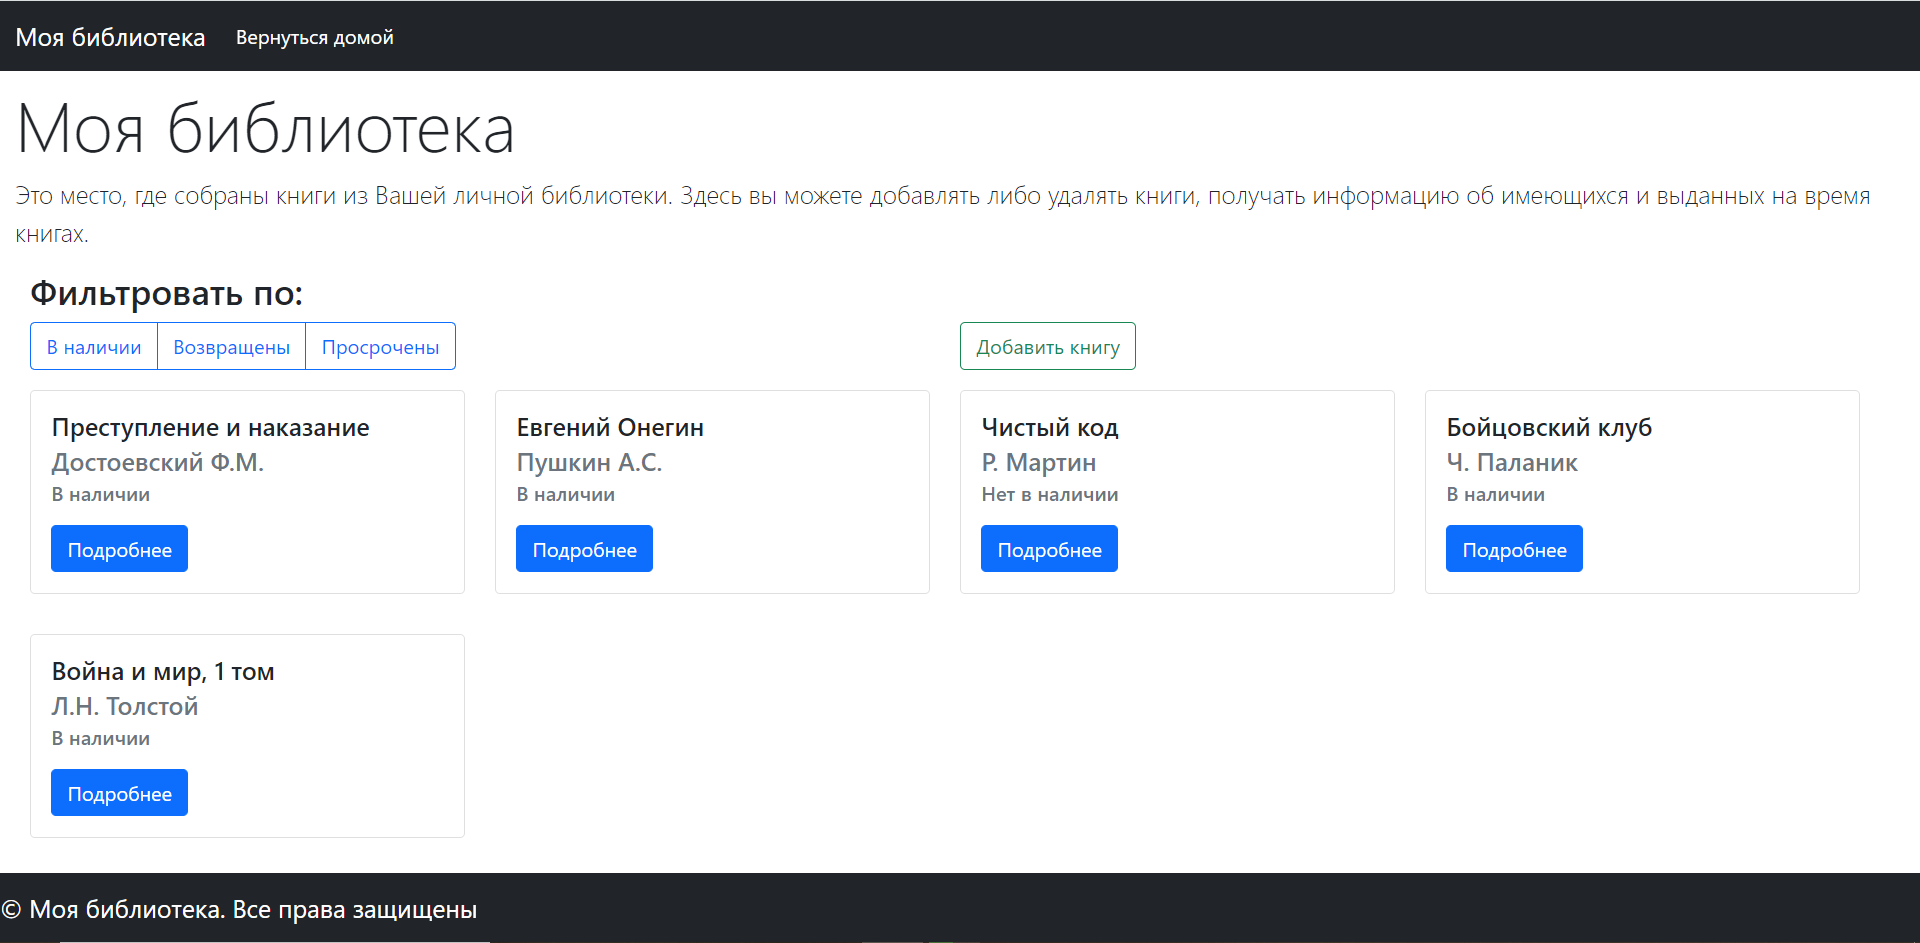 Моя библиотека Вернуться домой
Моя библиотека
Это место, где собраны книги из Вашей личной библиотеки. Здесь вы можете добавлять либо удалять книги, получать информацию об имеющихся и выданных на время
книгах.
Фильтровать по:
В наличии Возвращены Просрочены Добавить книгу
Преступление и наказание
Достоевский Ф.М.
В наличии
Подробнее
Евгений Онегин
Пушкин А.С.
В наличии
Подробнее
Чистый код
Р. Мартин
Нет в наличии
Подробнее
Бойцовский клуб
Ч. Паланик
В наличии
Подробнее
Война и мир, 1 том
Л.Н. Толстой
В наличии
Подробнее
© Моя библиотека. Все права защищены